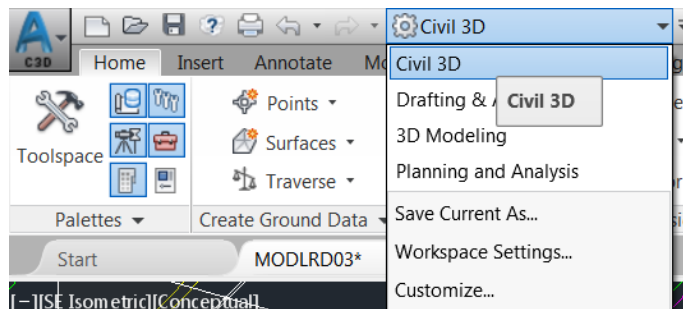 Civil 3D
C3D
Home Insert Annotate
Civil 3D
Drafting &
Civil 3D
3D Modeling
Planning and Analysis
Save Current As...
Workspace Settings...
Customize...
Toolspace
Points
Surfaces
Traverse
Palettes
Create Ground Data
Start
MODLRD03*
[-][SE Isometric][Conceptual]